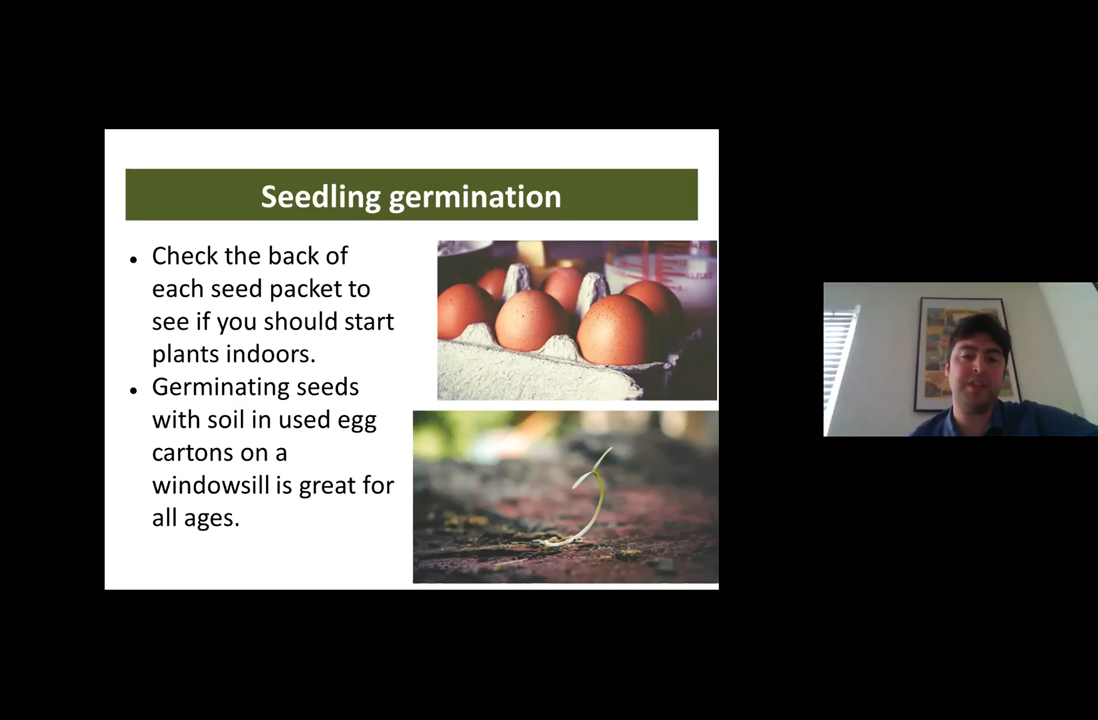 Seedling germination
Check the back of
each seed packet to
see if you should start
plants indoors.
Germinating seeds
with soil in used egg
cartons on a
windowsill is great for
all ages.